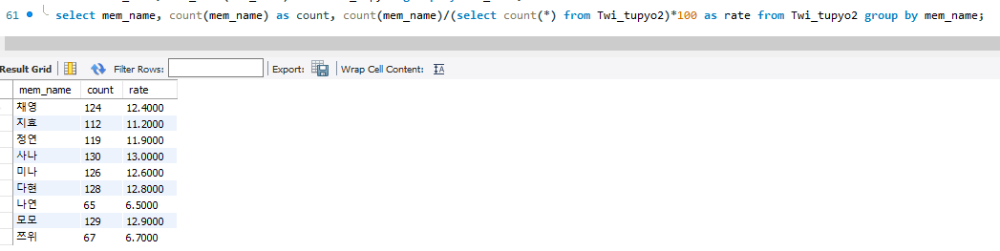 61 select mem_name, count(mem_name) as count, count(mem_name)/(select count(*) from Twi_tupyo2)*100 as rate from Twi_tupyo2 group by mem_name;
Result Grid Filter Rows: Export: Wrap Cell Content:
mem_name count rate
채영 124 12.4000
지효 112 11.2000
정연 119 11.9000
사나 130 13.0000
미나 126 12.6000
다현 128 12.8000
나연 65 6.5000
모모 129 12.9000
쯔위 67 6.7000